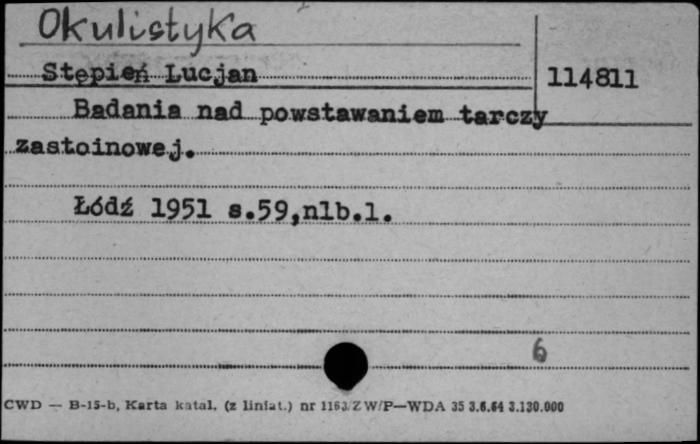 Okulistyka
Stępień Lucjan
114811
Badania nad powstawaniem tarczy
zastoinowej.
Łódź 1951 s.59,nlb.1.
6
CWD — B-15-b, Karta katal. (z liniat.) nr 1163/ZW/P—WDA 35 3.6.64 3.130.000